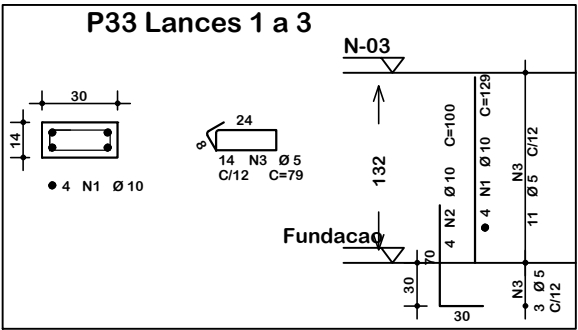 P33 Lances 1 a 3
N-03
30
14
● 4 N1 Ø 10
24
8
14 N3 Ø 5
C/12 C=79
132
Fundacao
4 N2 Ø 10 C=100
● 4 N1 Ø 10 C=129
N3
11 Ø 5 C/12
70
30
30
N3
3 Ø 5
C/12